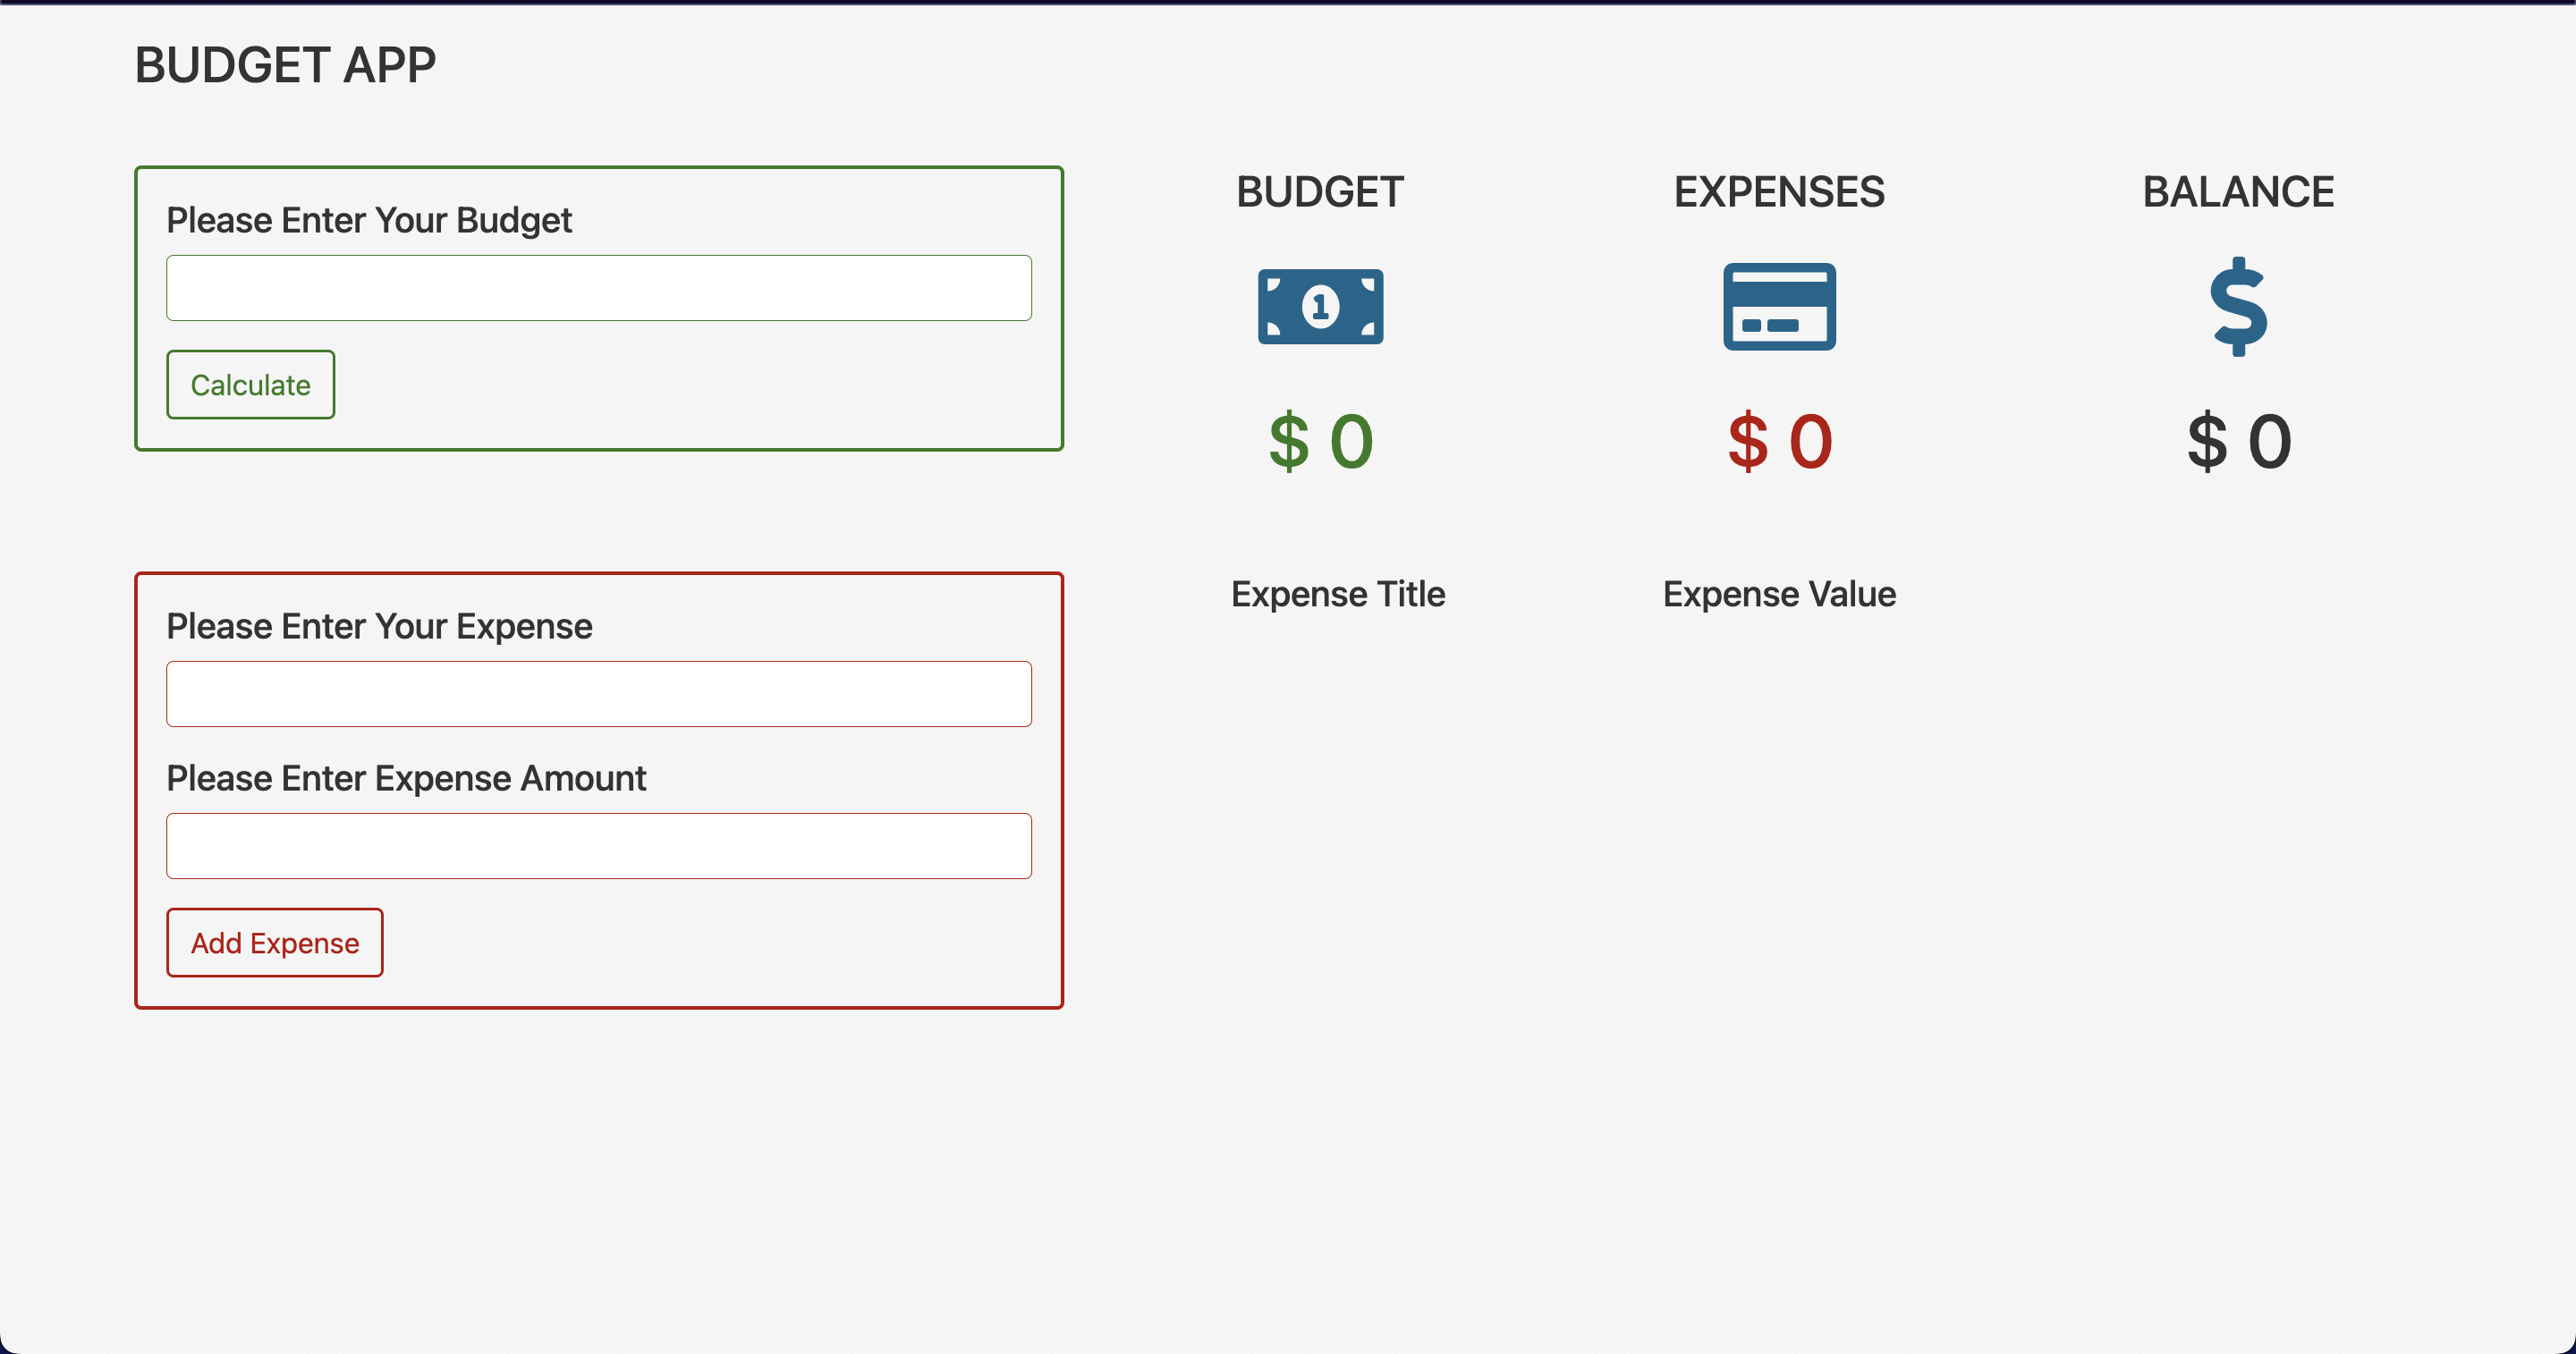 BUDGET APP
Please Enter Your Budget
Calculate
BUDGET
EXPENSES
BALANCE
1
$ 0
$ 0
$ 0
Please Enter Your Expense
Please Enter Expense Amount
Add Expense
Expense Title
Expense Value